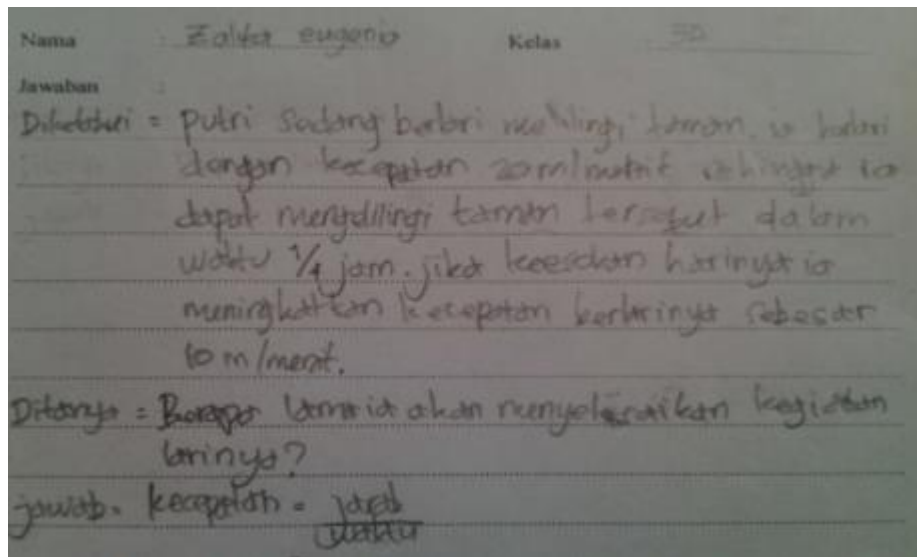 Nama : Zalfa eugenio Kelas : 3D
Jawaban :
Diketahui = putri sedang berlari mengelilingi taman. ia berlari
dengan kecepatan 20 m/menit sehingga ia
dapat mengelilingi taman tersebut dalam
waktu 1/4 jam. jika keesokan harinya ia
meningkatkan kecepatan berlarinya sebesar
10 m/menit.
Ditanya = Berapa lama ia akan menyelesaikan kegiatan
larinya?
jawab = kecepatan = jarak
waktu